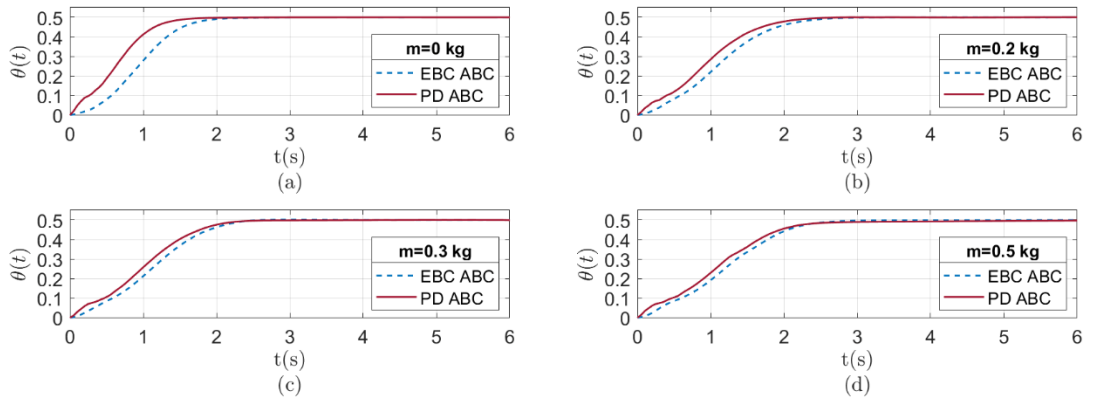 0.5
0.4
0.3
0.2
0.1
0
θ(t)
m=0 kg
EBC ABC
PD ABC
0 1 2 3 4 5 6
t(s)
(a)
0.5
0.4
0.3
0.2
0.1
0
θ(t)
m=0.2 kg
EBC ABC
PD ABC
0 1 2 3 4 5 6
t(s)
(b)
0.5
0.4
0.3
0.2
0.1
0
θ(t)
m=0.3 kg
EBC ABC
PD ABC
0 1 2 3 4 5 6
t(s)
(c)
0.5
0.4
0.3
0.2
0.1
0
θ(t)
m=0.5 kg
EBC ABC
PD ABC
0 1 2 3 4 5 6
t(s)
(d)